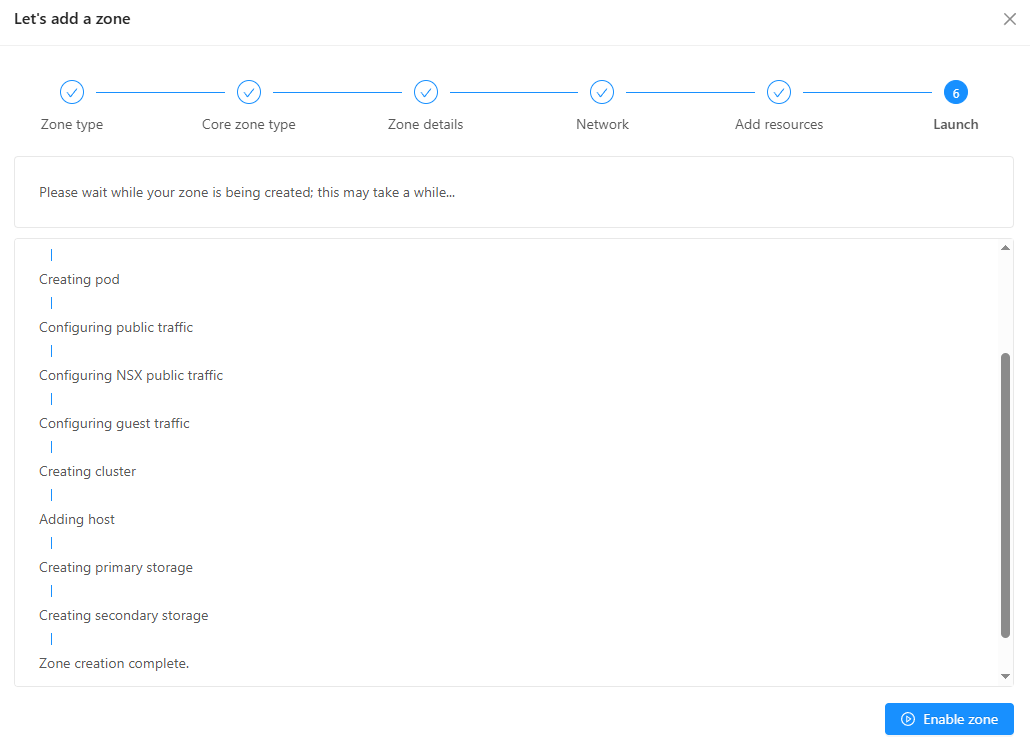 Let's add a zone
Zone type
Core zone type
Zone details
Network
Add resources
6
Launch
Please wait while your zone is being created; this may take a while...
|
Creating pod
|
Configuring public traffic
|
Configuring NSX public traffic
|
Configuring guest traffic
|
Creating cluster
|
Adding host
|
Creating primary storage
|
Creating secondary storage
|
Zone creation complete.
Enable zone